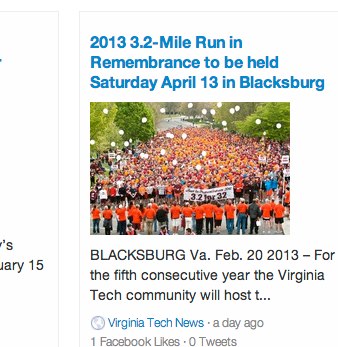 2013 3.2-Mile Run in
Remembrance to be held
Saturday April 13 in Blacksburg
3.2 for 32
BLACKSBURG Va. Feb. 20 2013 – For
the fifth consecutive year the Virginia
Tech community will host t...
Virginia Tech News · a day ago
1 Facebook Likes · 0 Tweets
y's
uary 15